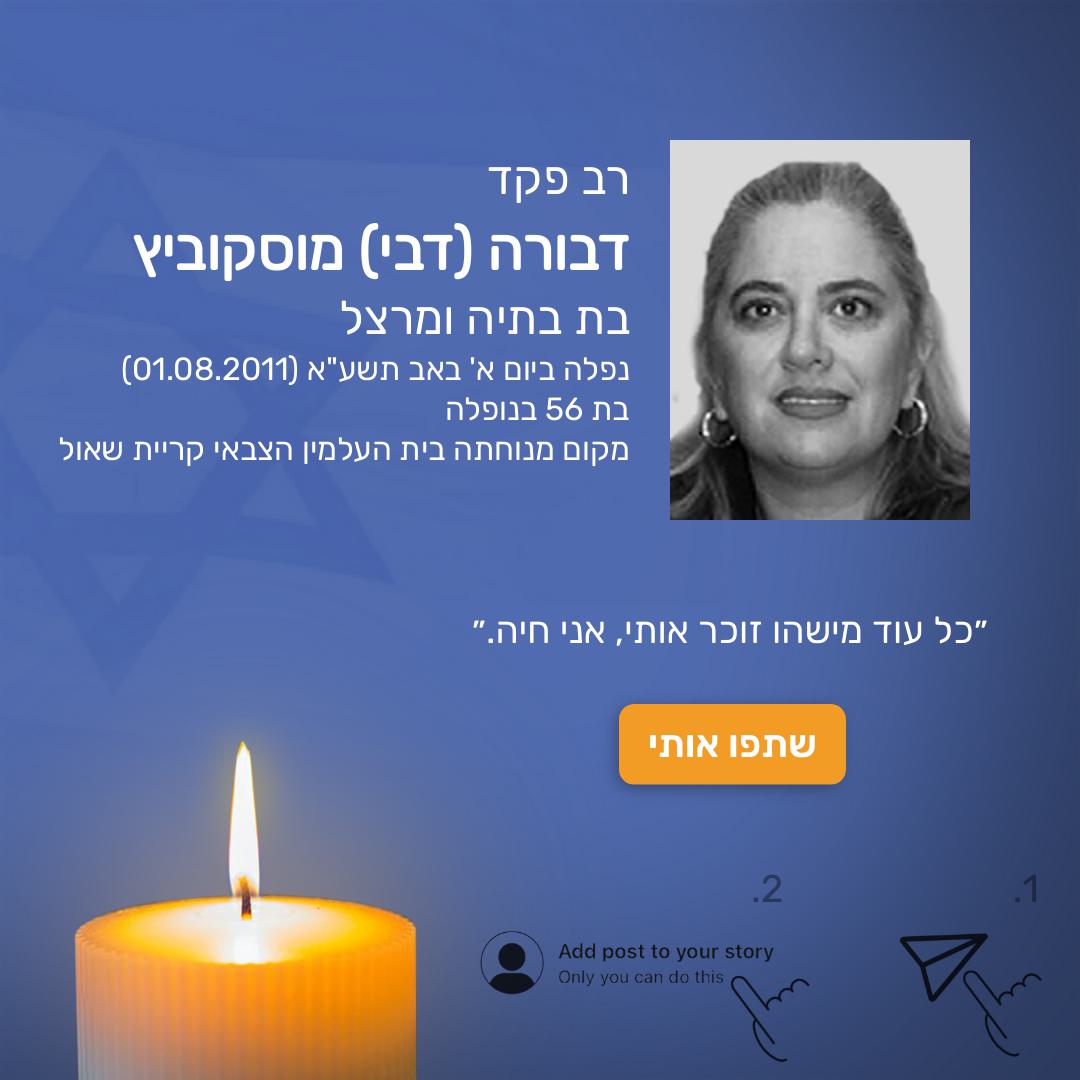 רב פקד
דבורה (דבי) מוסקוביץ
בת בתיה ומרצל
נפלה ביום א' באב תשע"א (01.08.2011)
בת 56 בנופלה
מקום מנוחתה בית העלמין הצבאי קריית שאול
״כל עוד מישהו זוכר אותי, אני חיה.״
שתפו אותי
1.
2.
Add post to your story
Only you can do this